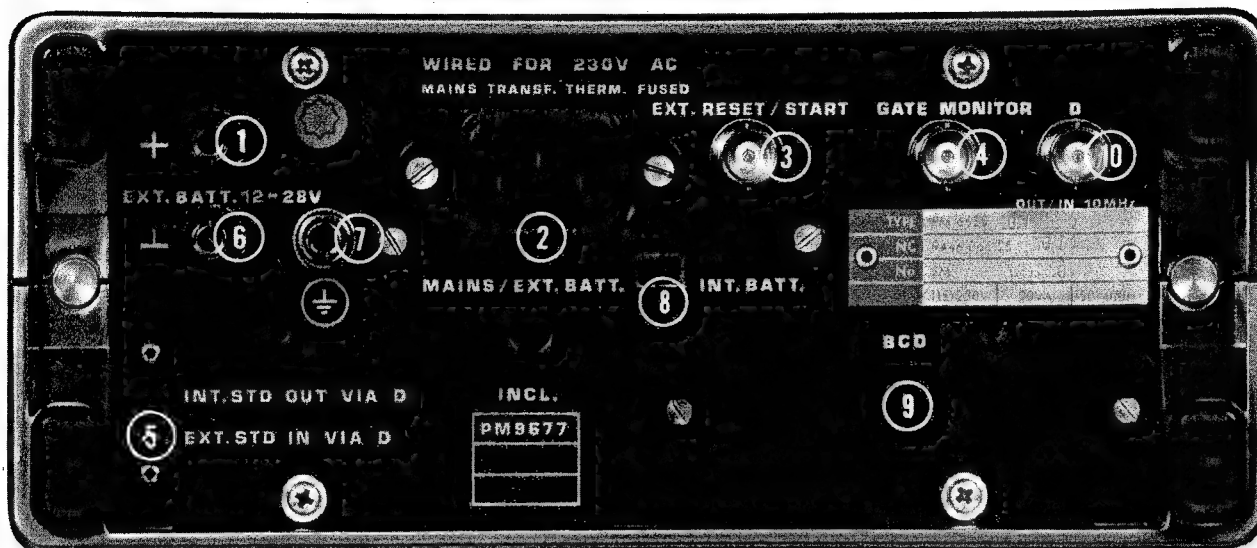 WIRED FOR 230V AC
MAINS TRANSF. THERM. FUSED
EXT. RESET / START
GATE MONITOR
D
+
1
3
4
10
EXT. BATT. 12-28V
OUT/IN 10MHz
6
7
2
TYPE
NC
No
MAINS/EXT. BATT.
8
INT. BATT.
BCD
9
INT.STD OUT VIA D
5
EXT.STD IN VIA D
INCL.
PM9677